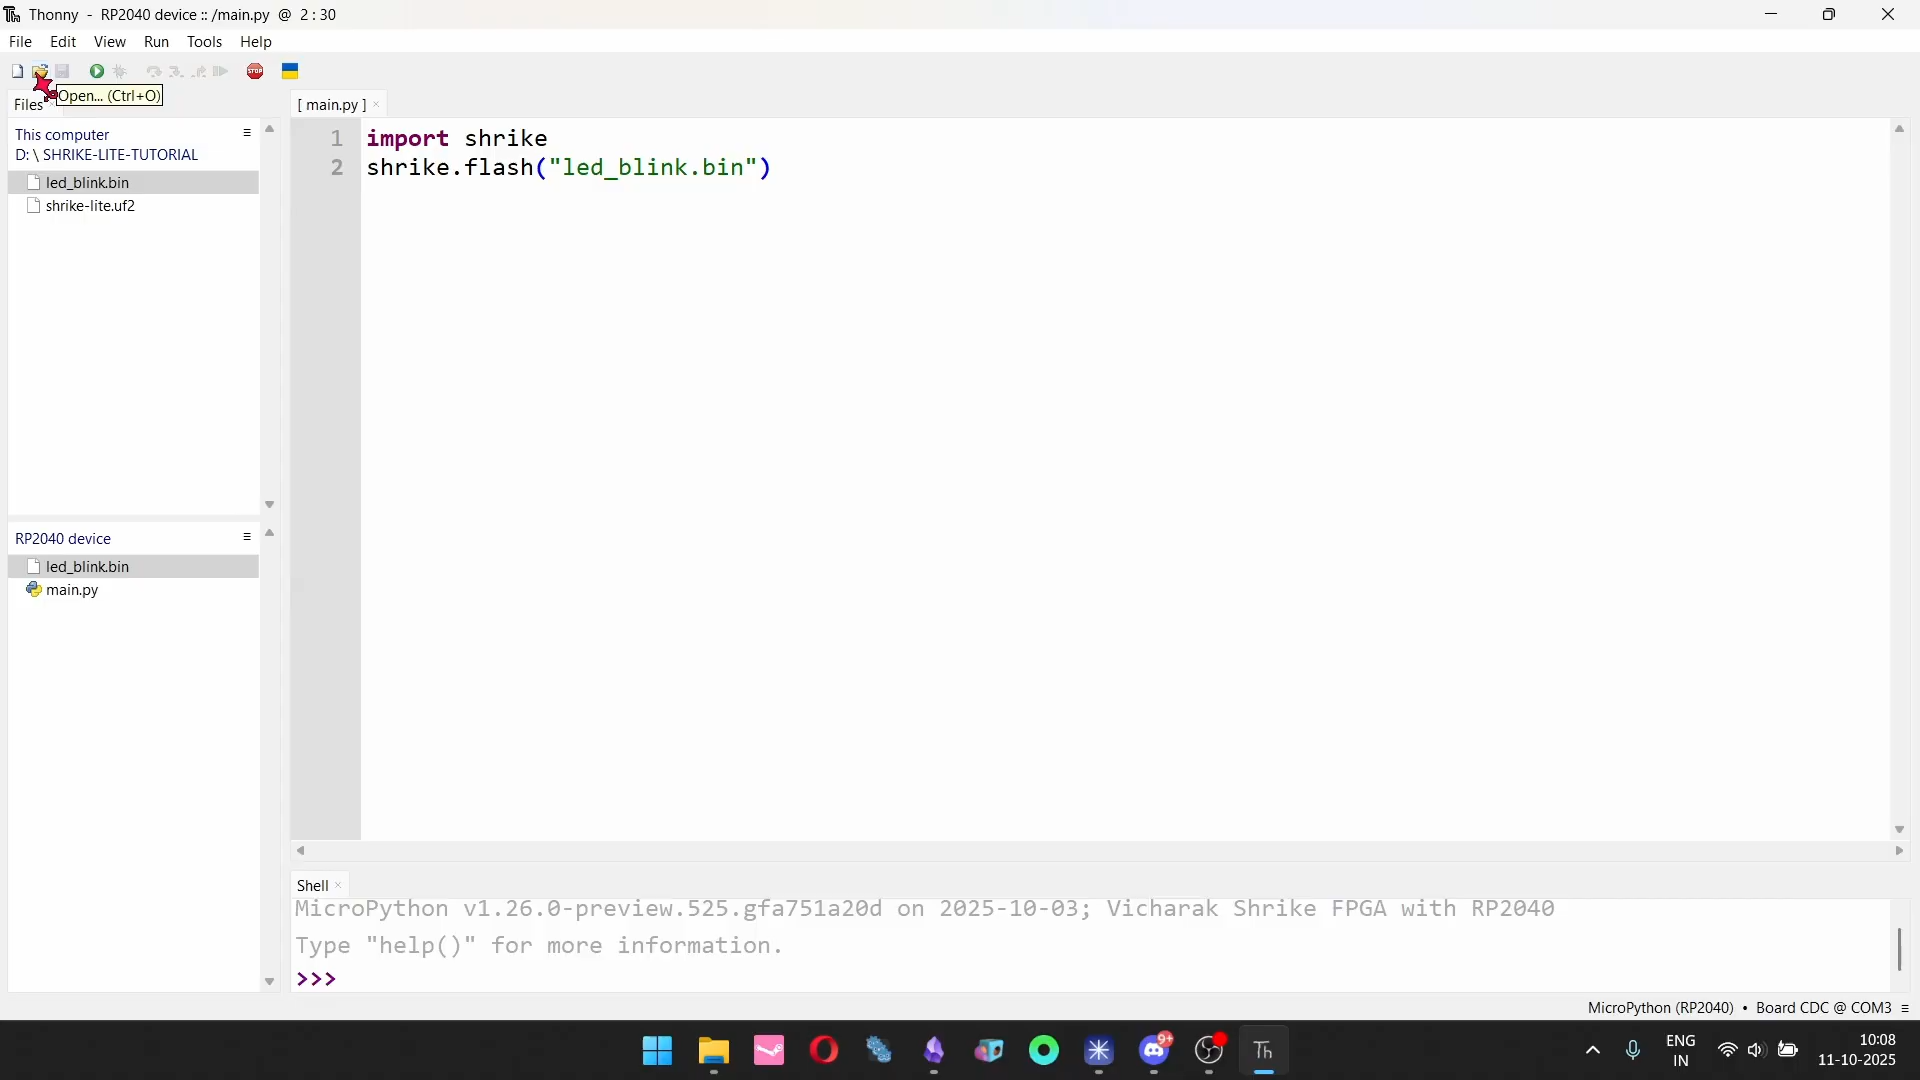 Thonny - RP2040 device :: /main.py @ 2 : 30
File Edit View Run Tools Help
STOP
Open... (Ctrl+O)
Files
This computer
D: \ SHRIKE-LITE-TUTORIAL
led_blink.bin
shrike-lite.uf2
RP2040 device
led_blink.bin
main.py
[ main.py ] ×
1 import shrike
2 shrike.flash("led_blink.bin")
Shell ×
MicroPython v1.26.0-preview.525.gfa751a20d on 2025-10-03; Vicharak Shrike FPGA with RP2040
Type "help()" for more information.
>>>
MicroPython (RP2040) • Board CDC @ COM3 ≡
9+
Th
ENG
IN
10:08
11-10-2025